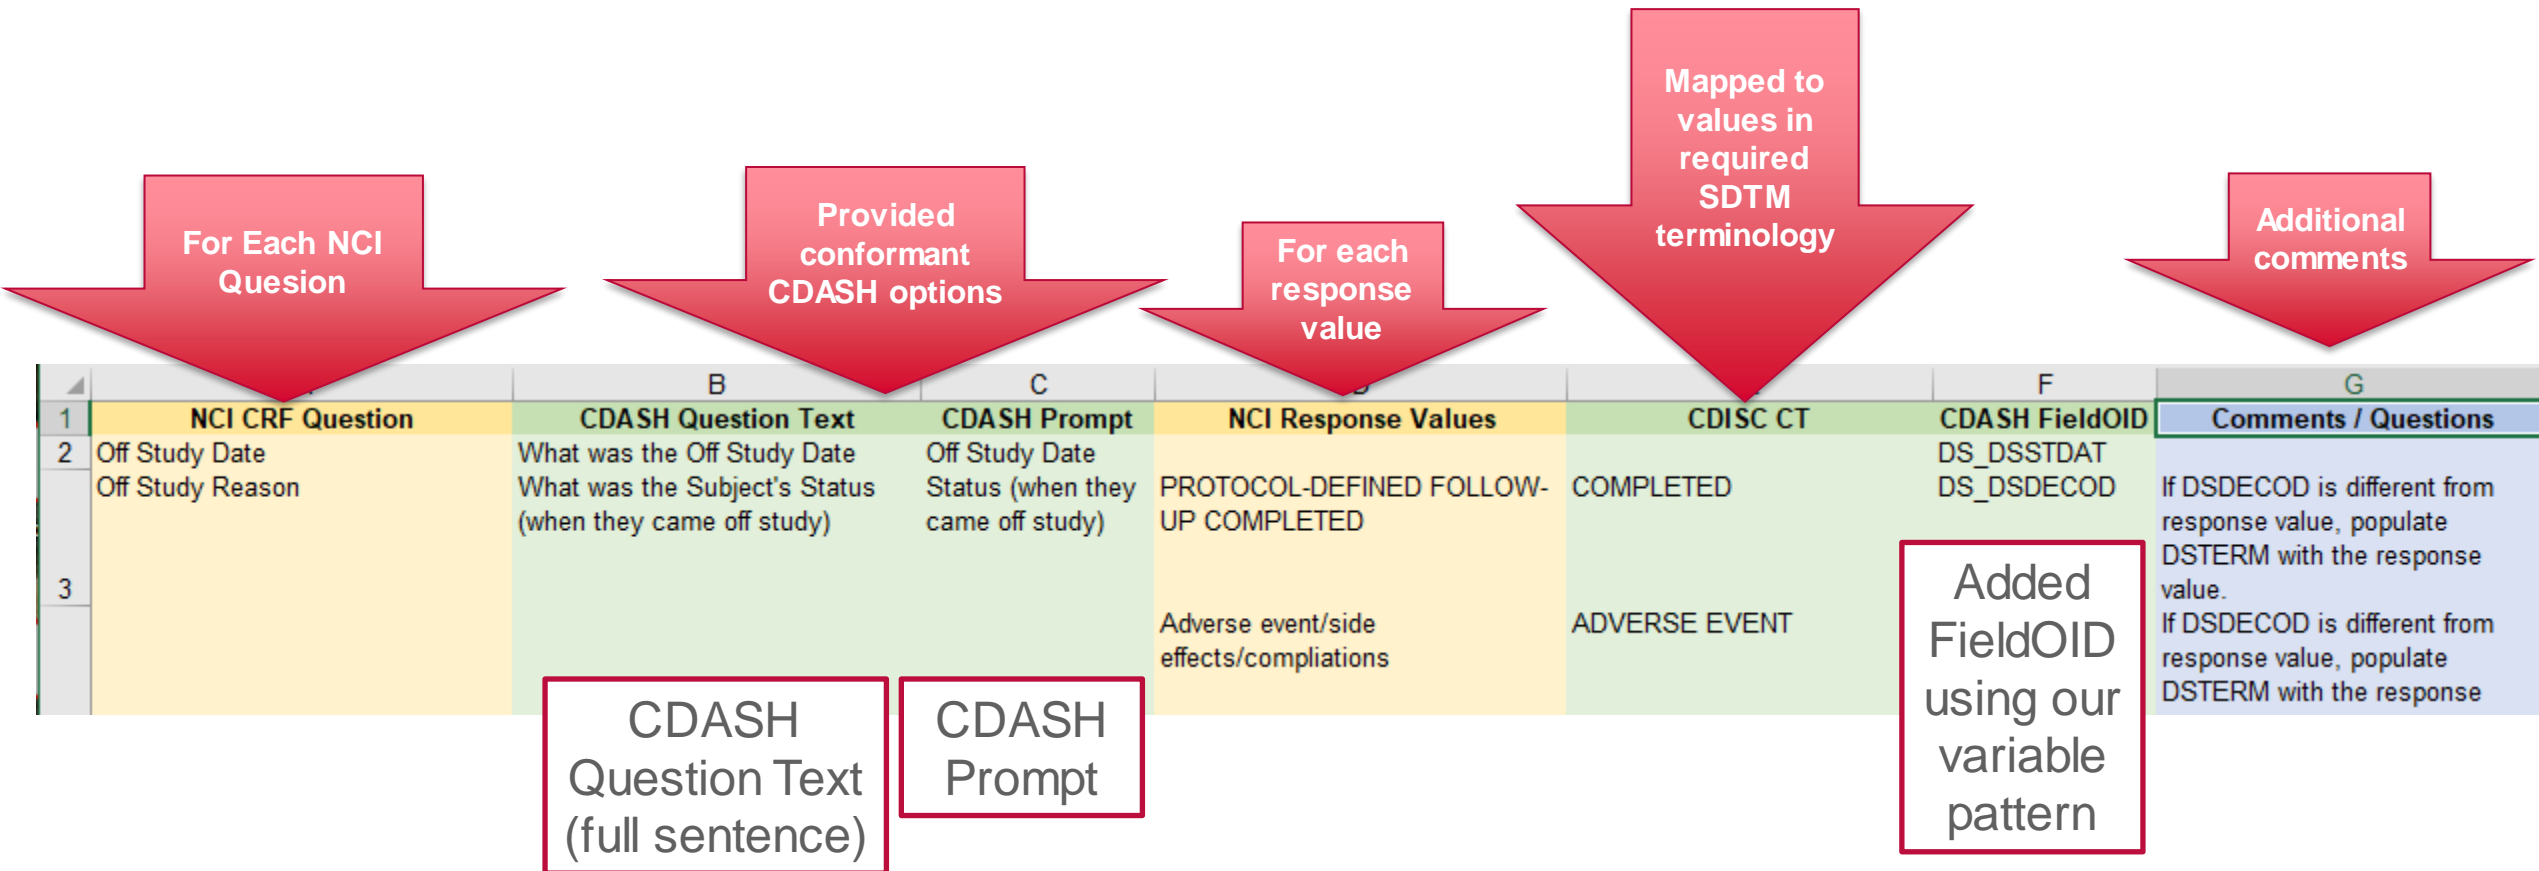 For Each NCI
Quesion
Provided
conformant
CDASH options
For each
response
value
Mapped to
values in
required
SDTM
terminology
Additional
comments
B
C
F
G
1
NCI CRF Question
CDASH Question Text
CDASH Prompt
NCI Response Values
CDISC CT
CDASH FieldOID
Comments / Questions
2
Off Study Date
What was the Off Study Date
Off Study Date
DS_DSSTDAT
3
Off Study Reason
What was the Subject's Status
(when they came off study)
Status (when they
came off study)
PROTOCOL-DEFINED FOLLOW-
UP COMPLETED
COMPLETED
DS_DSDECOD
If DSDECOD is different from
response value, populate
DSTERM with the response
value.
Adverse event/side
effects/compliations
ADVERSE EVENT
If DSDECOD is different from
response value, populate
DSTERM with the response
CDASH
Question Text
(full sentence)
CDASH
Prompt
Added
FieldOID
using our
variable
pattern